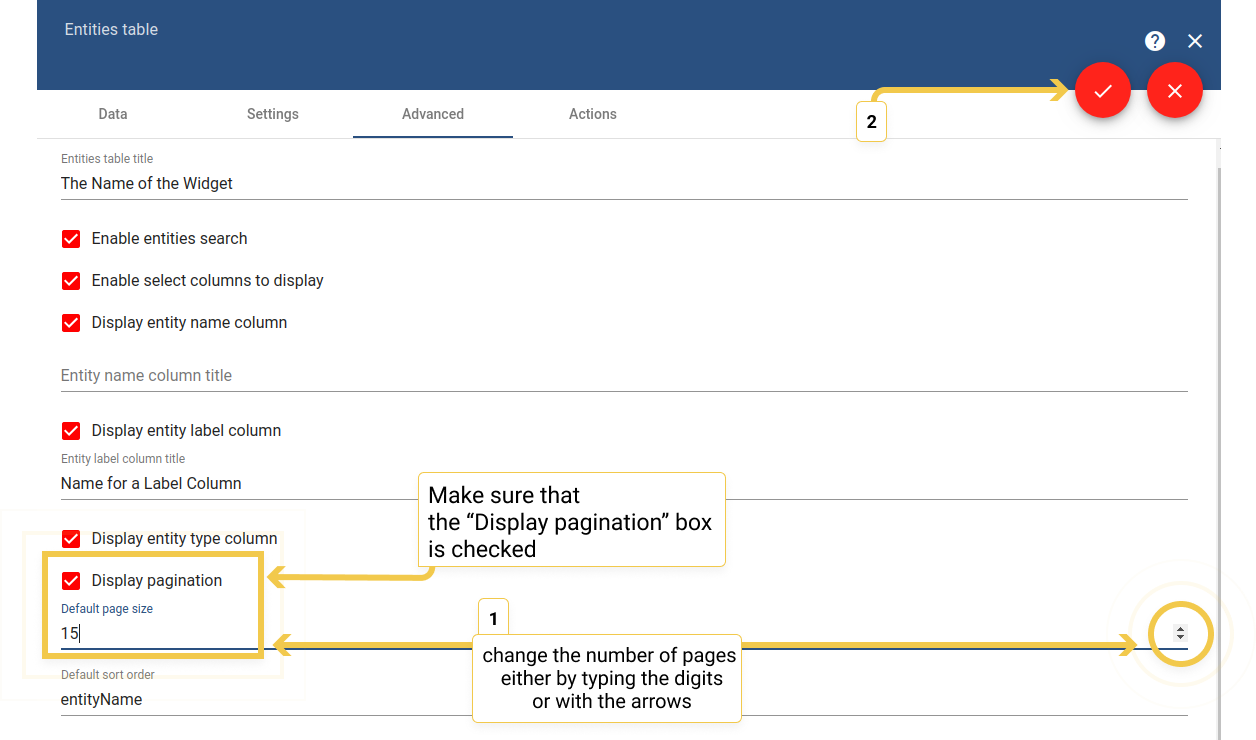 Entities table
?
Data
Settings
Advanced
Actions
2
Entities table title
The Name of the Widget
Enable entities search
Enable select columns to display
Display entity name column
Entity name column title
Display entity label column
Entity label column title
Name for a Label Column
Make sure that
the “Display pagination” box
is checked
Display entity type column
Display pagination
Default page size
15
1
change the number of pages
either by typing the digits
or with the arrows
Default sort order
entityName